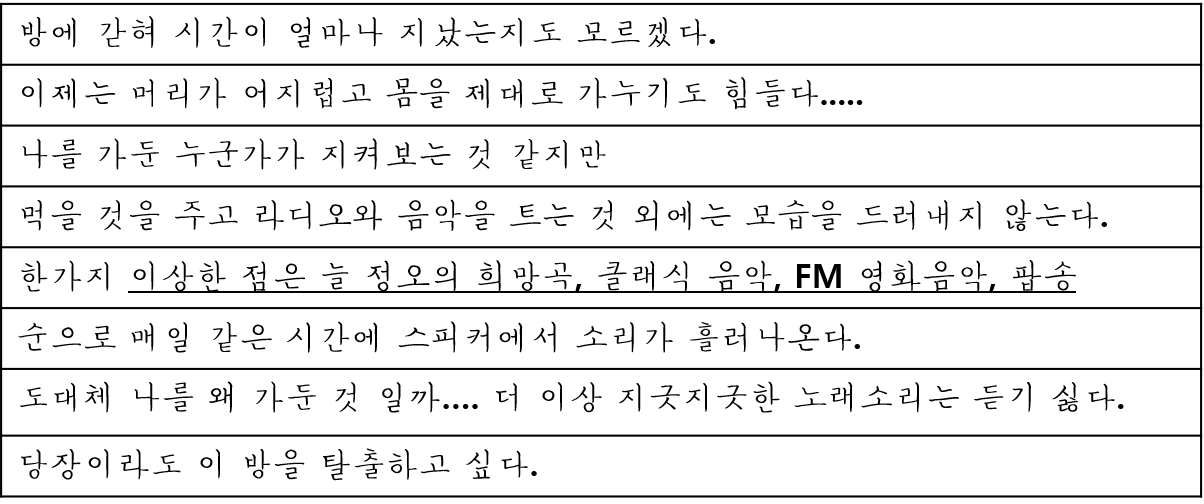 방에 갇혀 시간이 얼마나 지났는지도 모르겠다.
이제는 머리가 어지럽고 몸을 제대로 가누기도 힘들다.....
나를 가둔 누군가가 지켜보는 것 같지만
먹을 것을 주고 라디오와 음악을 트는 것 외에는 모습을 드러내지 않는다.
한가지 이상한 점은 늘 정오의 희망곡, 클래식 음악, FM 영화음악, 팝송
순으로 매일 같은 시간에 스피커에서 소리가 흘러나온다.
도대체 나를 왜 가둔 것 일까.... 더 이상 지긋지긋한 노래소리는 듣기 싫다.
당장이라도 이 방을 탈출하고 싶다.